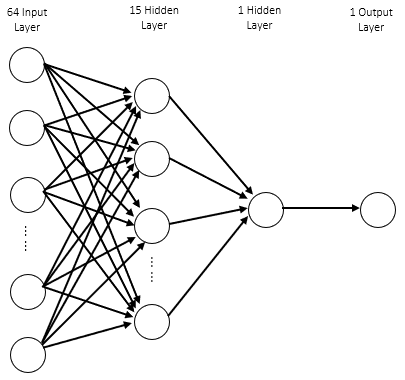 64 Input
Layer
15 Hidden
Layer
1 Hidden
Layer
1 Output
Layer